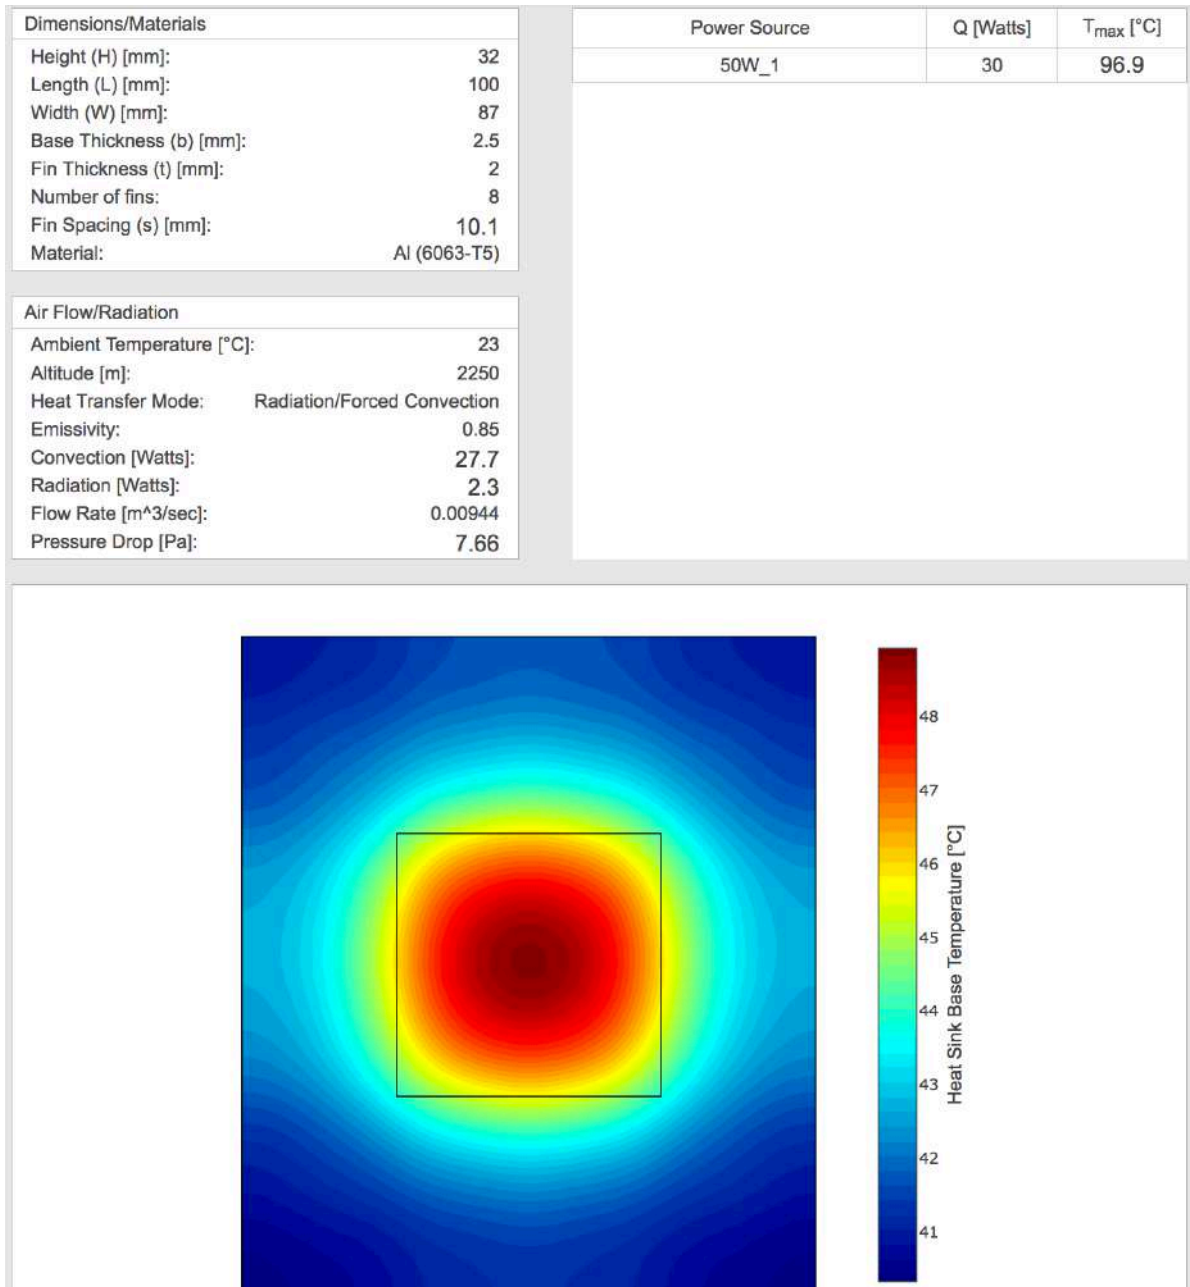 Dimensions/Materials
Height (H) [mm]: 32
Length (L) [mm]: 100
Width (W) [mm]: 87
Base Thickness (b) [mm]: 2.5
Fin Thickness (t) [mm]: 2
Number of fins: 8
Fin Spacing (s) [mm]: 10.1
Material: Al (6063-T5)
Power Source Q [Watts] Tmax [°C]
50W_1 30 96.9
Air Flow/Radiation
Ambient Temperature [°C]: 23
Altitude [m]: 2250
Heat Transfer Mode: Radiation/Forced Convection
Emissivity: 0.85
Convection [Watts]: 27.7
Radiation [Watts]: 2.3
Flow Rate [m^3/sec]: 0.00944
Pressure Drop [Pa]: 7.66
48
47
46
45
44
43
42
41
Heat Sink Base Temperature [°C]